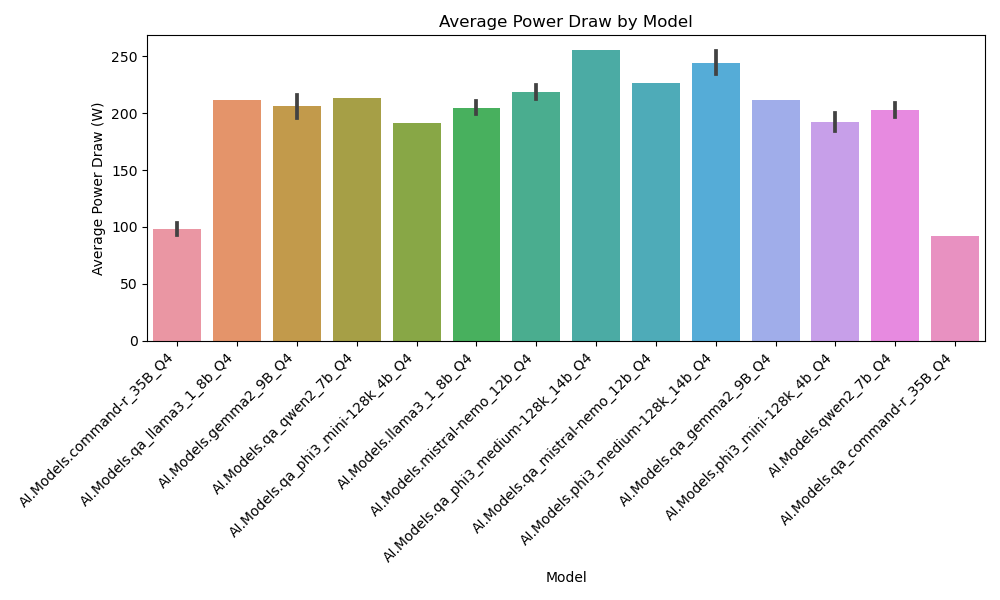 Average Power Draw by Model
Average Power Draw (W)
250
200
150
100
50
0
AI.Models.command-r_35B_Q4
AI.Models.qa_llama3_1_8b_Q4
AI.Models.gemma2_9B_Q4
AI.Models.qa_qwen2_7b_Q4
AI.Models.qa_phi3_mini-128k_4b_Q4
AI.Models.llama3_1_8b_Q4
AI.Models.mistral-nemo_12b_Q4
AI.Models.qa_phi3_medium-128k_14b_Q4
AI.Models.qa_mistral-nemo_12b_Q4
AI.Models.phi3_medium-128k_14b_Q4
AI.Models.qa_gemma2_9B_Q4
AI.Models.phi3_mini-128k_4b_Q4
AI.Models.qwen2_7b_Q4
AI.Models.qa_command-r_35B_Q4
Model